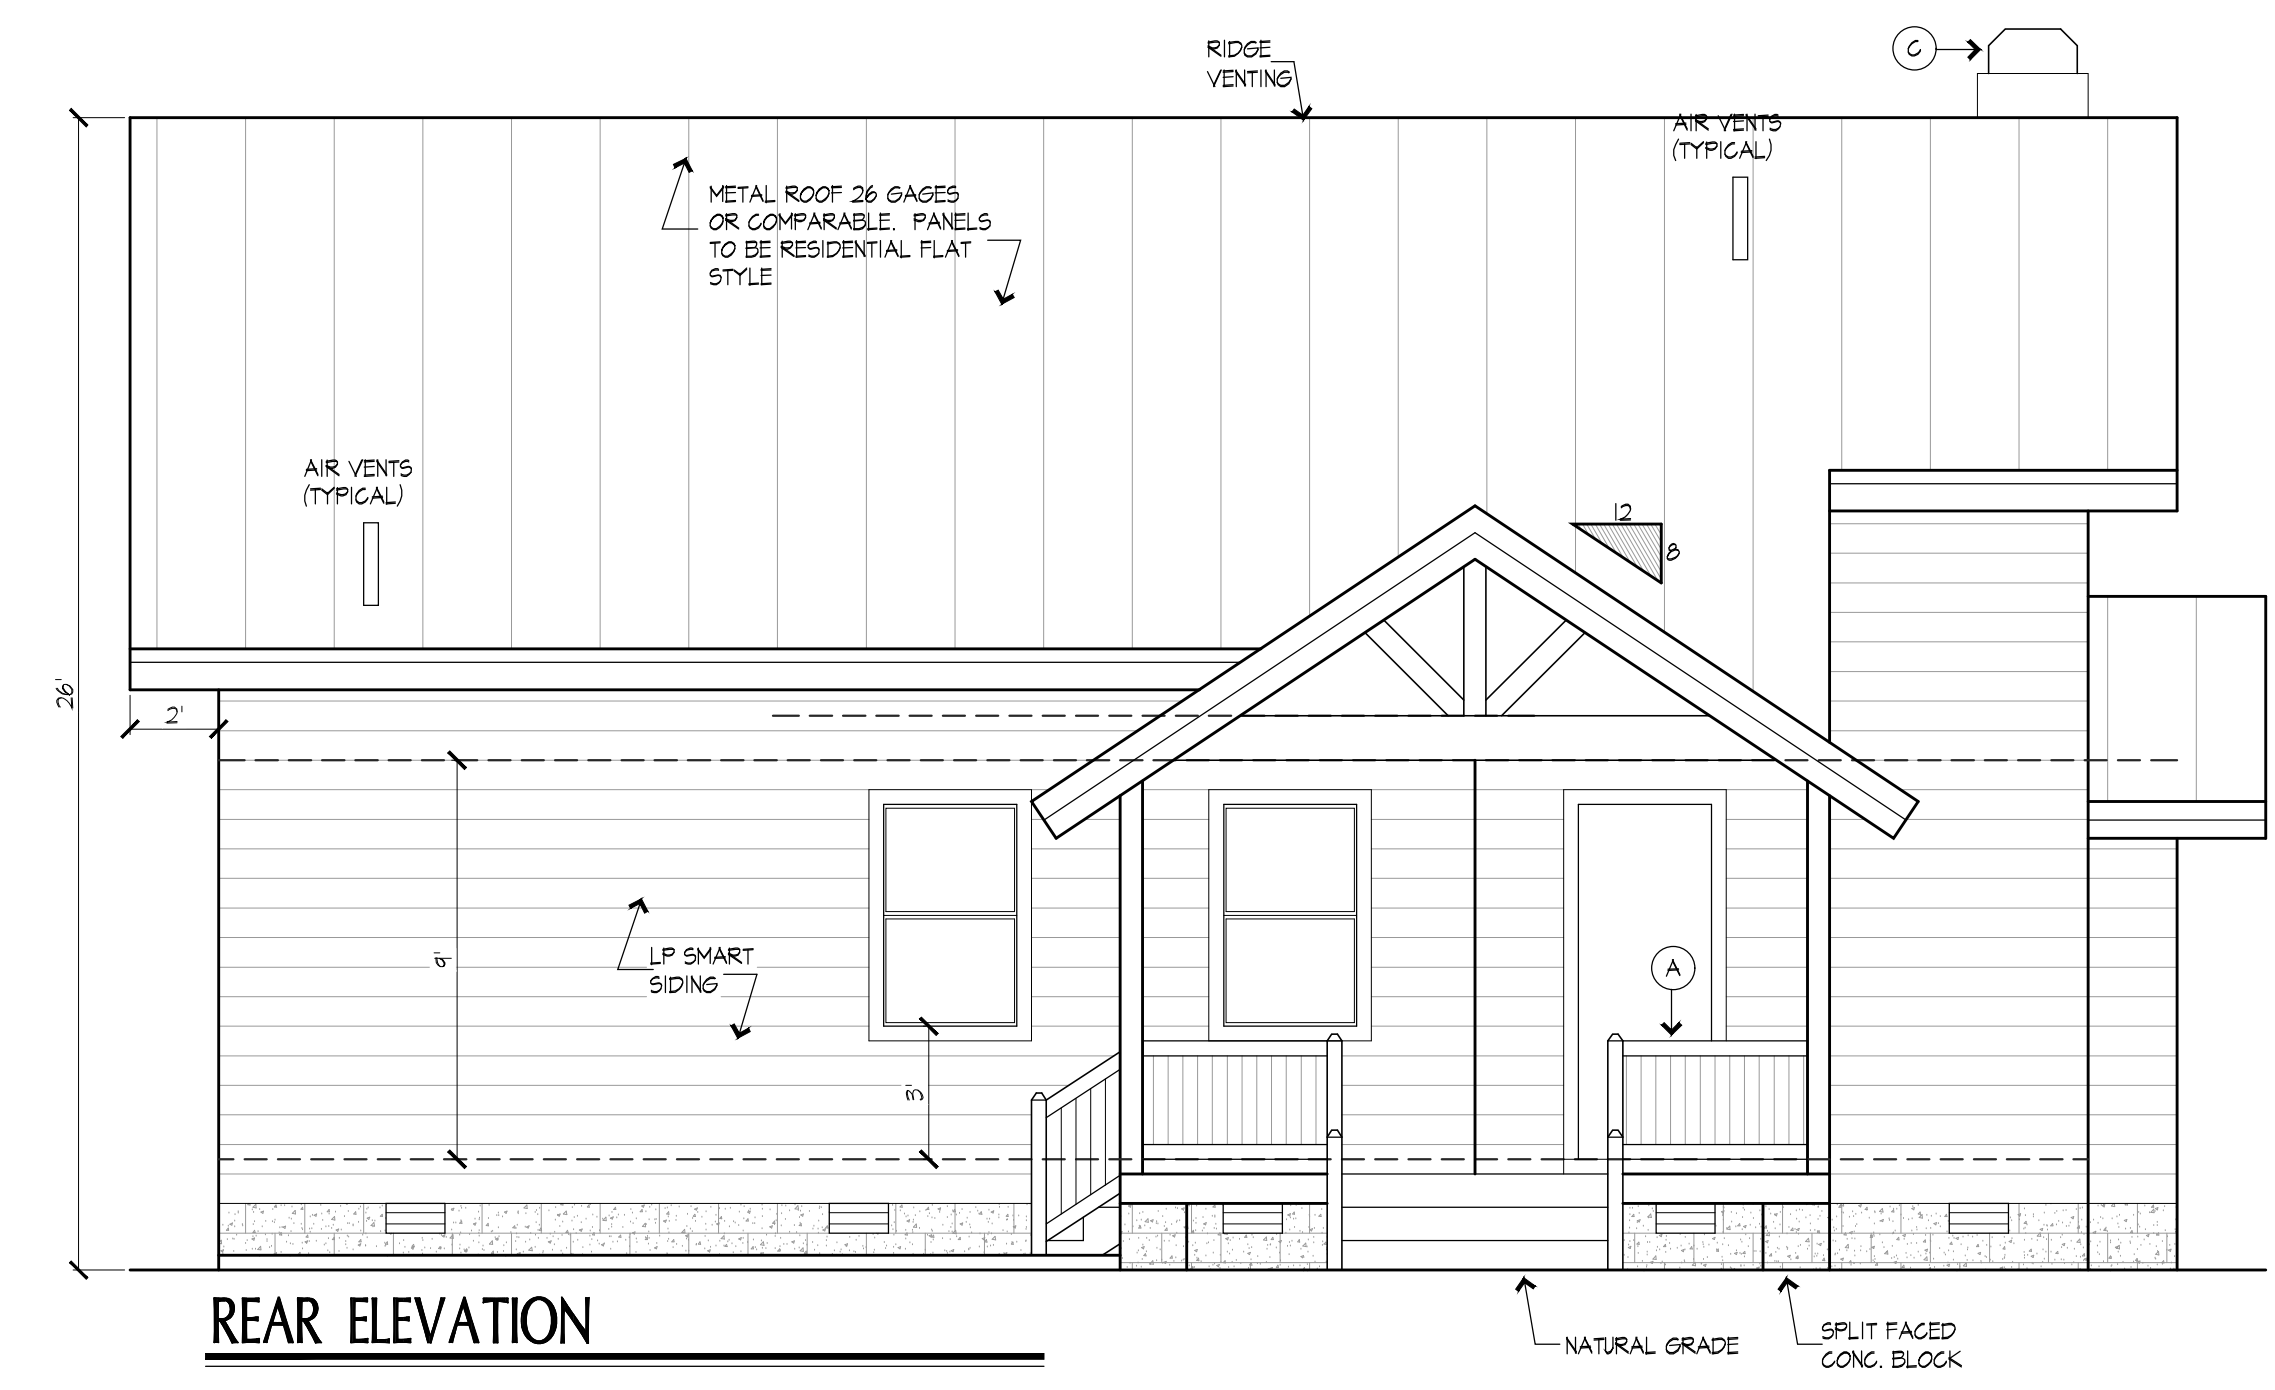 RIDGE
VENTING
C
AIR VENTS
(TYPICAL)
METAL ROOF 26 GAGES
OR COMPARABLE. PANELS
TO BE RESIDENTIAL FLAT
STYLE
AIR VENTS
(TYPICAL)
12
8
26'
2'
9'
LP SMART
SIDING
A
3'
REAR ELEVATION
NATURAL GRADE
SPLIT FACED
CONC. BLOCK